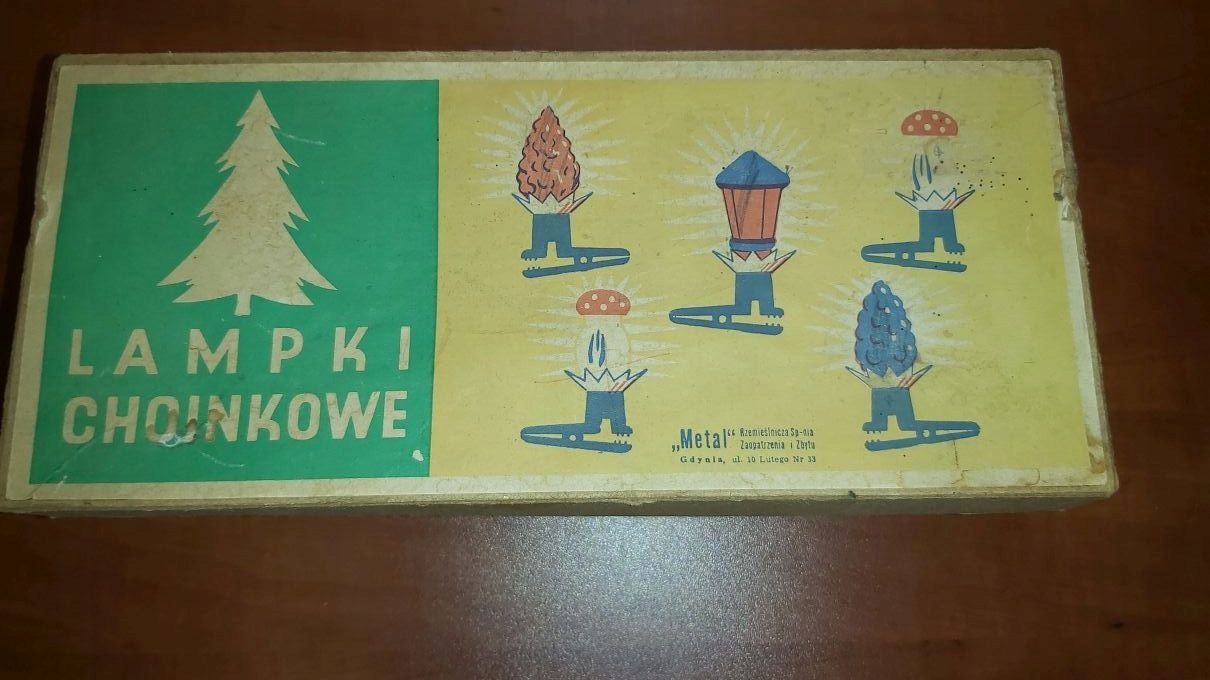 LAMPKI
CHOINKOWE
„Metal“ Rzemieślnicza Sp-nia
Zaopatrzenia i Zbytu
Gdynia, ul. 10 Lutego Nr 33